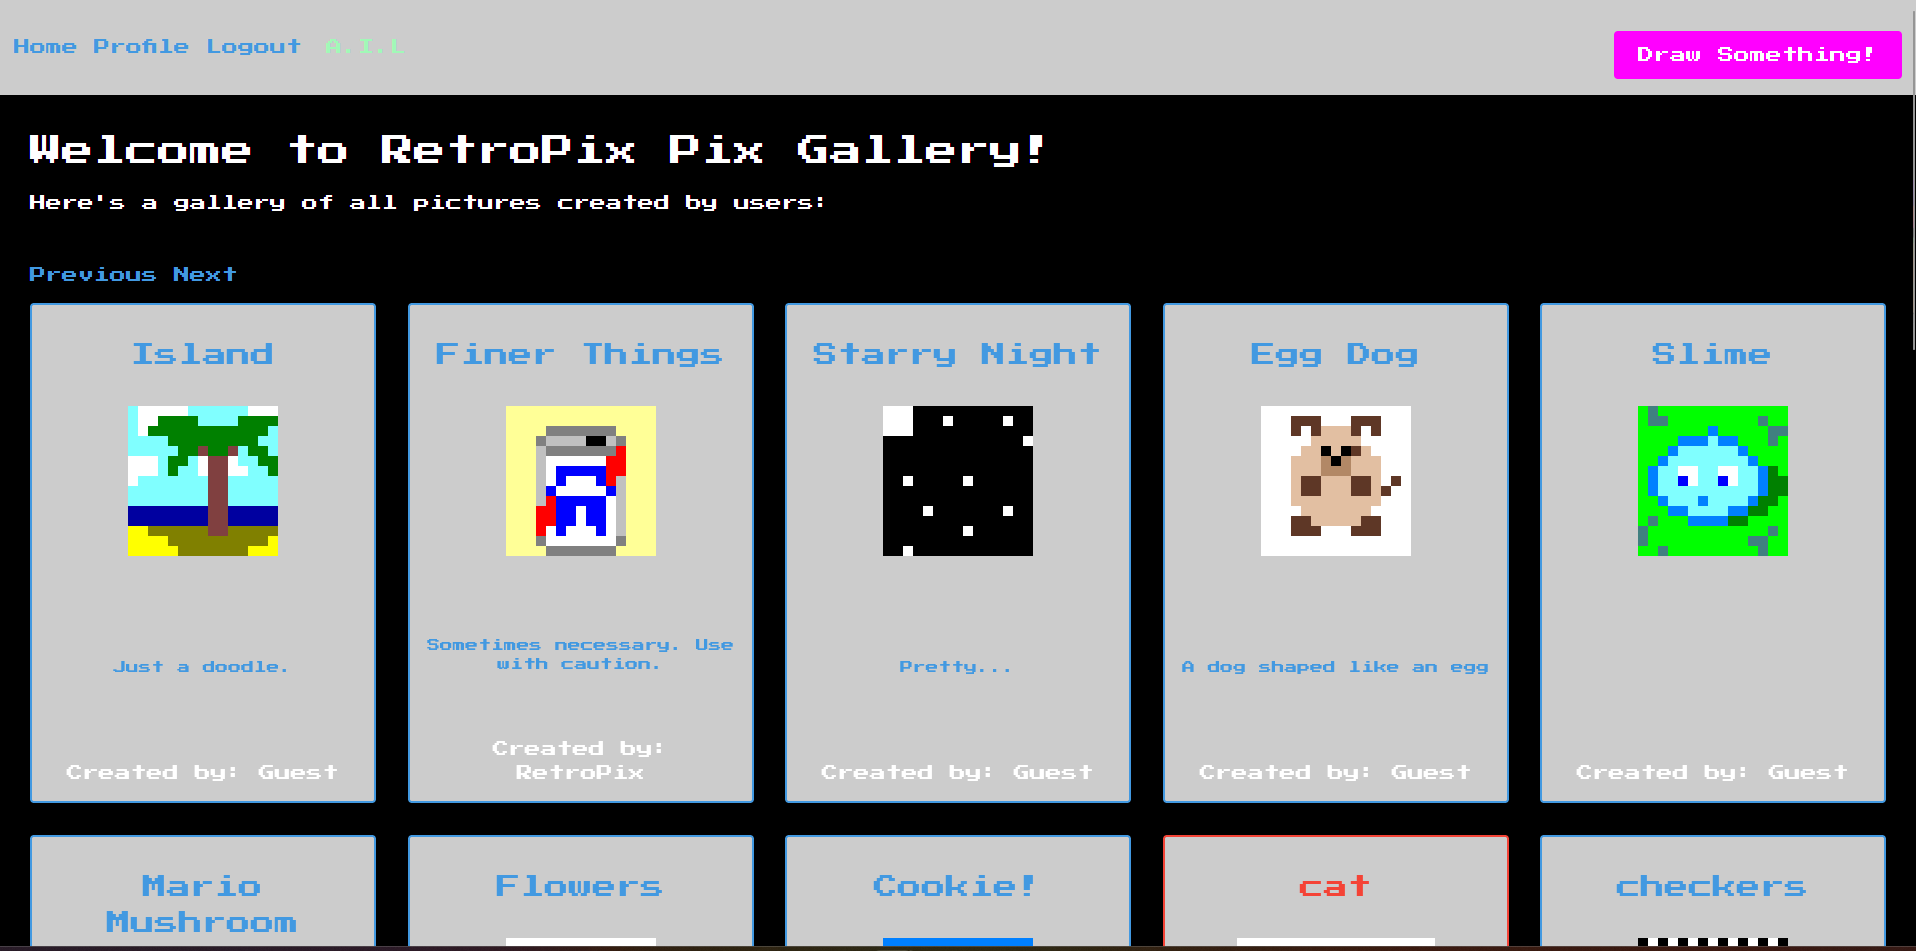 Home Profile Logout A.I.L
Draw Something!
Welcome to RetroPix Pix Gallery!
Here's a gallery of all pictures created by users:
Previous Next
Island
Just a doodle.
Created by: Guest
Finer Things
Sometimes necessary. Use
with caution.
Created by:
RetroPix
Starry Night
Pretty...
Created by: Guest
Egg Dog
A dog shaped like an egg
Created by: Guest
Slime
Created by: Guest
Mario
Mushroom
Flowers
Cookie!
cat
checkers